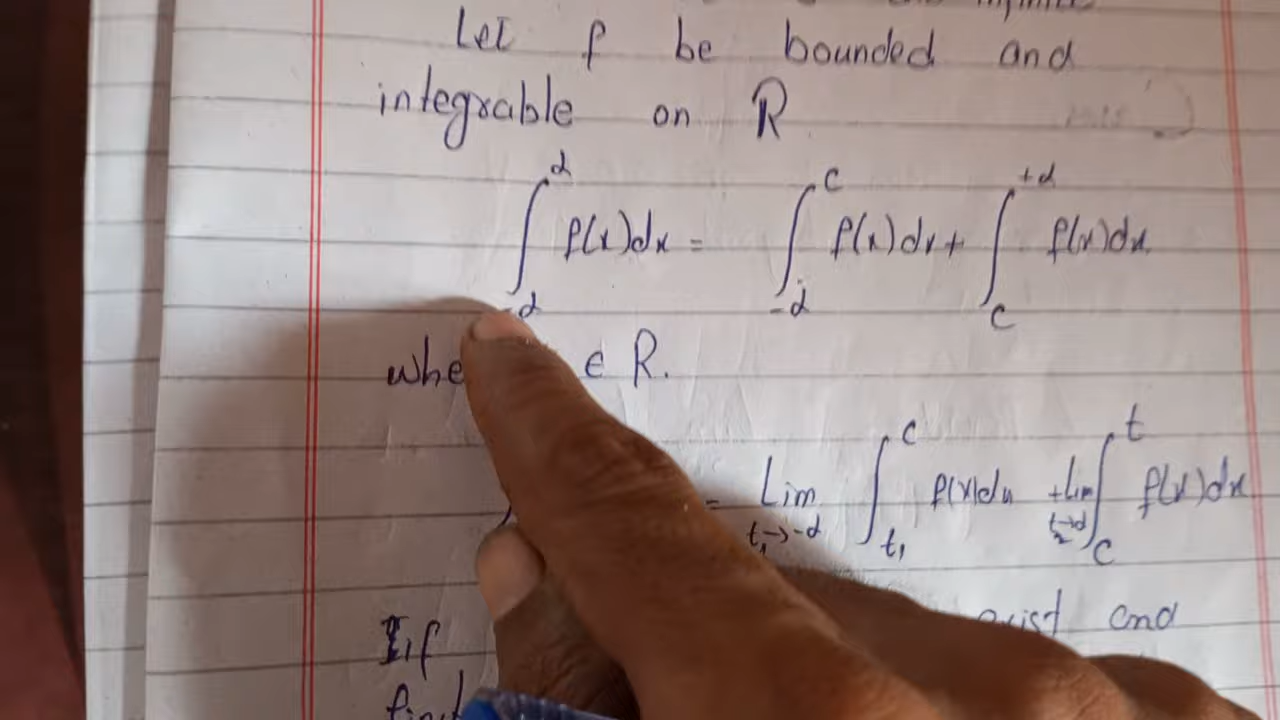 Let f be bounded and
integrable on R
∫_{-α}^{α} f(x)dx = ∫_{-α}^{c} f(x)dx + ∫_{c}^{+α} f(x)dx
∈ R.
= Lim_{t₁→-α} ∫_{t₁}^{c} f(x)dx + Lim_{t₂→α} ∫_{c}^{t} f(x)dx
If exist and